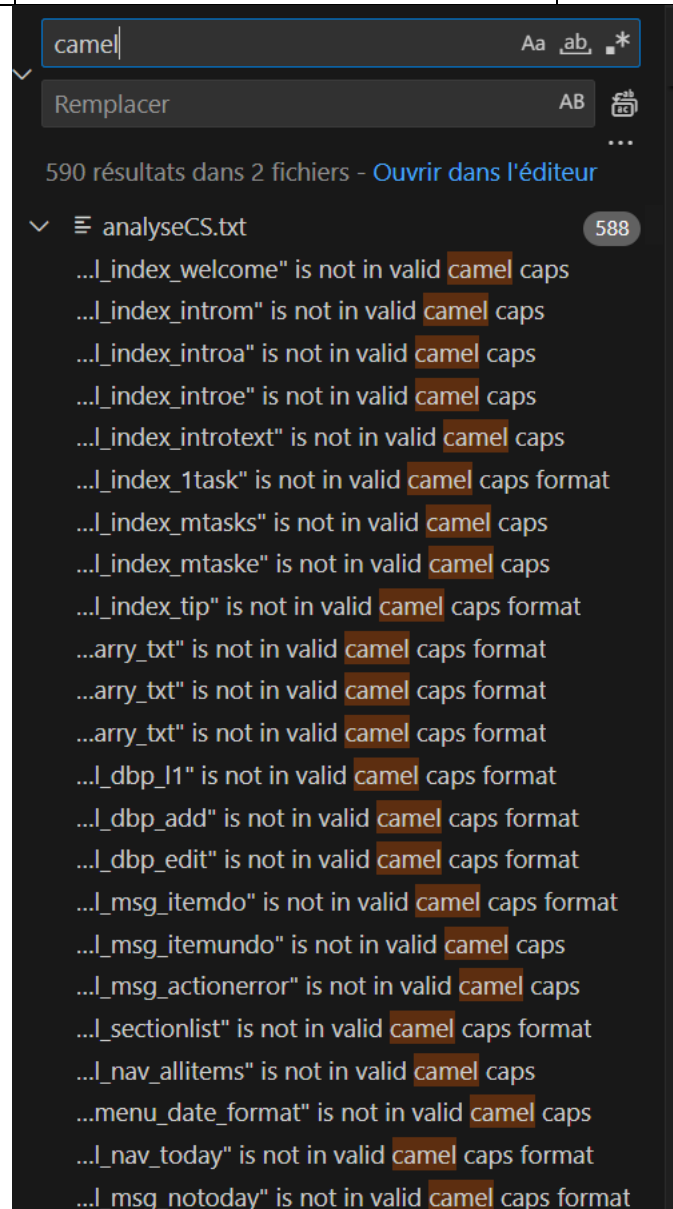 camel Aa ab, .*
Remplacer AB
...
590 résultats dans 2 fichiers - Ouvrir dans l'éditeur
analyseCS.txt 588
...l_index_welcome" is not in valid camel caps
...l_index_introm" is not in valid camel caps
...l_index_introa" is not in valid camel caps
...l_index_introe" is not in valid camel caps
...l_index_introtext" is not in valid camel caps
...l_index_1task" is not in valid camel caps format
...l_index_mtasks" is not in valid camel caps
...l_index_mtaske" is not in valid camel caps
...l_index_tip" is not in valid camel caps format
...arry_txt" is not in valid camel caps format
...arry_txt" is not in valid camel caps format
...arry_txt" is not in valid camel caps format
...l_dbp_l1" is not in valid camel caps format
...l_dbp_add" is not in valid camel caps format
...l_dbp_edit" is not in valid camel caps format
...l_msg_itemdo" is not in valid camel caps format
...l_msg_itemundo" is not in valid camel caps
...l_msg_actionerror" is not in valid camel caps
...l_sectionlist" is not in valid camel caps format
...l_nav_allitems" is not in valid camel caps
...menu_date_format" is not in valid camel caps
...l_nav_today" is not in valid camel caps format
...l_msg_notoday" is not in valid camel caps format